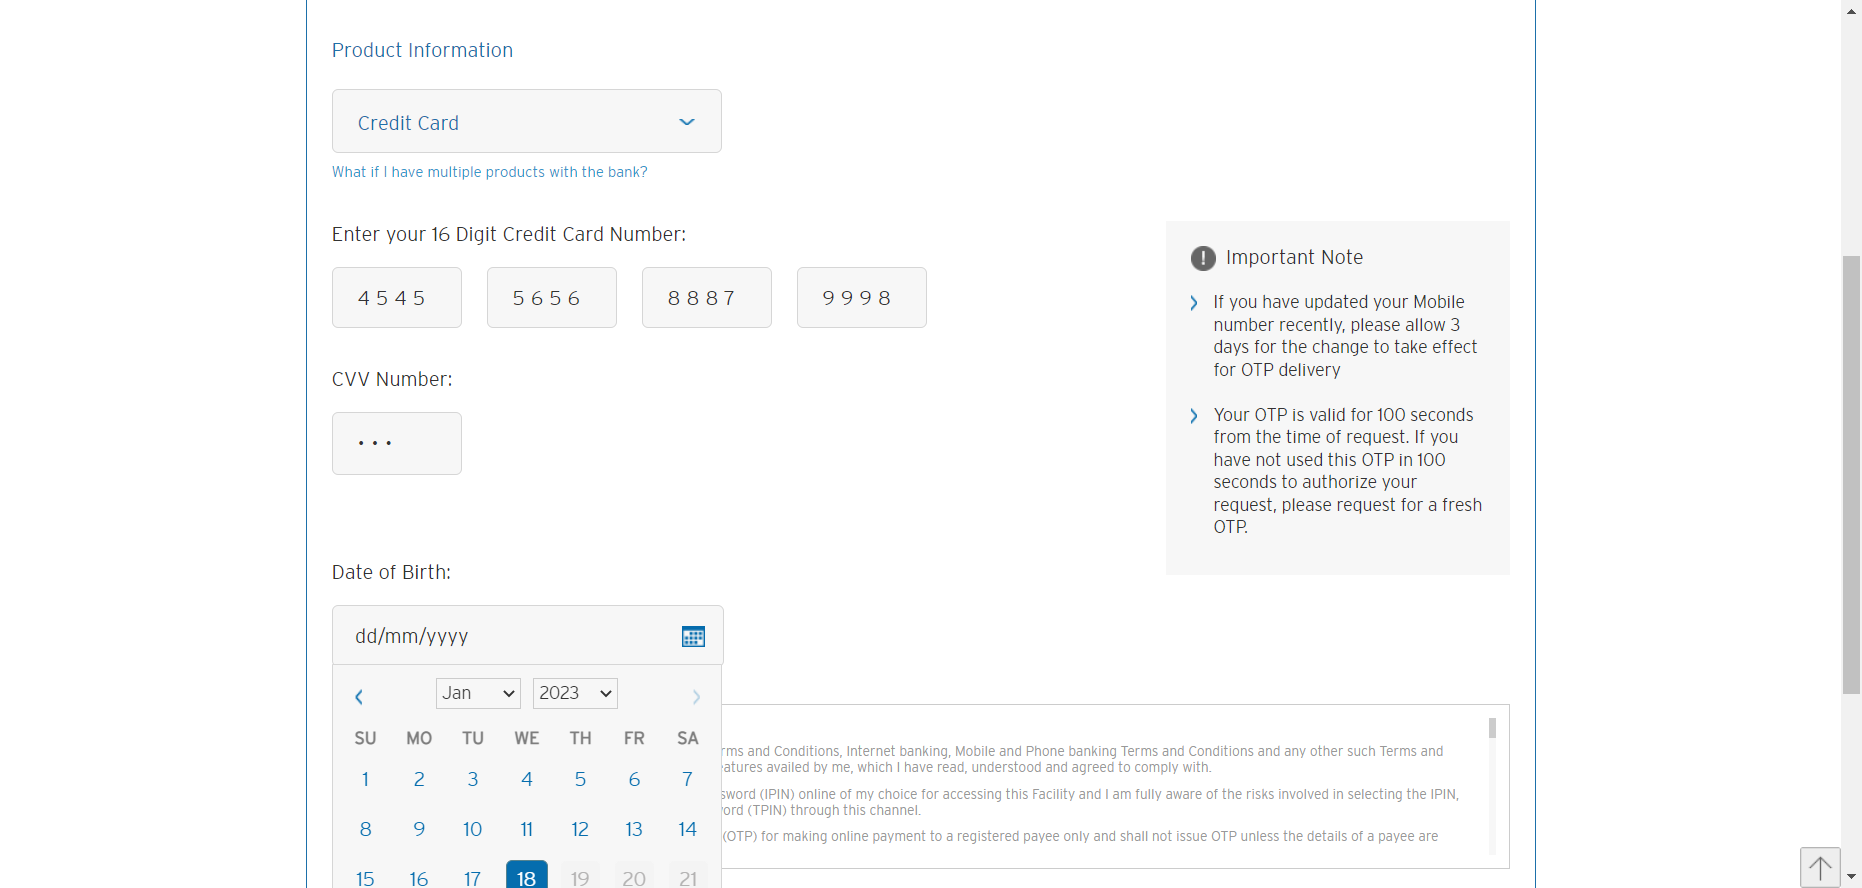 Product Information
Credit Card
What if I have multiple products with the bank?
Enter your 16 Digit Credit Card Number:
4545 5656 8887 9998
CVV Number:
Important Note
If you have updated your Mobile
number recently, please allow 3
days for the change to take effect
for OTP delivery
Your OTP is valid for 100 seconds
from the time of request. If you
have not used this OTP in 100
seconds to authorize your
request, please request for a fresh
OTP.
Date of Birth:
dd/mm/yyyy
Jan 2023
SU MO TU WE TH FR SA
1 2 3 4 5 6 7
8 9 10 11 12 13 14
15 16 17 18 19 20 21
and Conditions, Internet banking, Mobile and Phone banking Terms and Conditions and any other such Terms and
availed by me, which I have read, understood and agreed to comply with.
(IPIN) online of my choice for accessing this Facility and I am fully aware of the risks involved in selecting the IPIN,
(TPIN) through this channel.
(OTP) for making online payment to a registered payee only and shall not issue OTP unless the details of a payee are